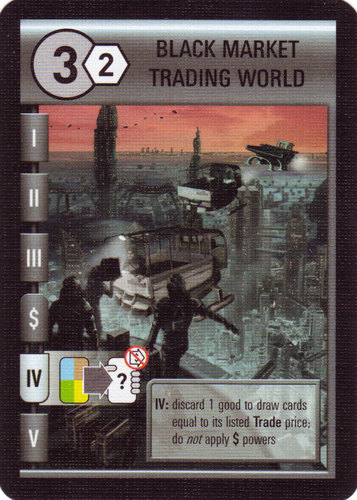 3 2
BLACK MARKET
TRADING WORLD
I
II
III
$
IV
?
V
IV: discard 1 good to draw cards
equal to its listed Trade price;
do not apply $ powers